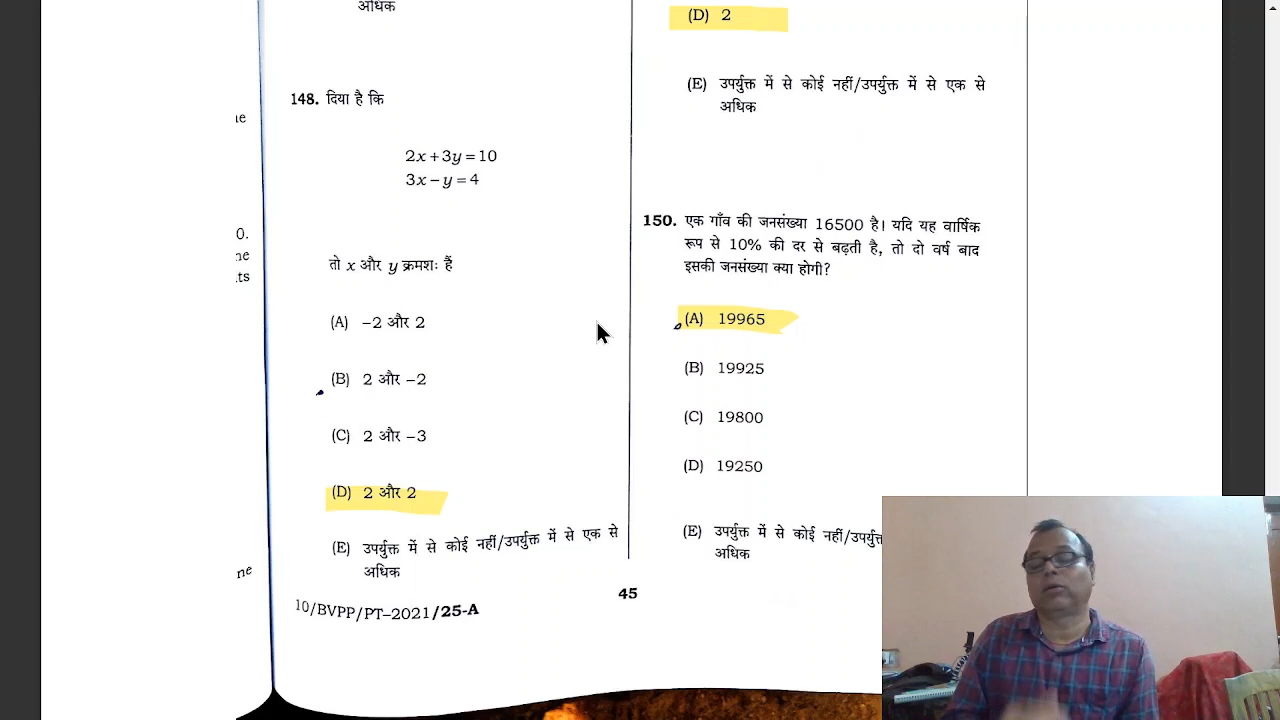 अधिक
148. दिया है कि
2x+3y=10
3x−y=4
तो x और y क्रमशः हैं
(A) −2 और 2
(B) 2 और −2
(C) 2 और −3
(D) 2 और 2
(E) उपर्युक्त में से कोई नहीं/उपर्युक्त में से एक से
अधिक
10/BVPP/PT–2021/25-A
45
(D) 2
(E) उपर्युक्त में से कोई नहीं/उपर्युक्त में से एक से
अधिक
150. एक गाँव की जनसंख्या 16500 है। यदि यह वार्षिक
रूप से 10% की दर से बढ़ती है, तो दो वर्ष बाद
इसकी जनसंख्या क्या होगी?
(A) 19965
(B) 19925
(C) 19800
(D) 19250
(E) उपर्युक्त में से कोई नहीं/उपर्यु
अधिक